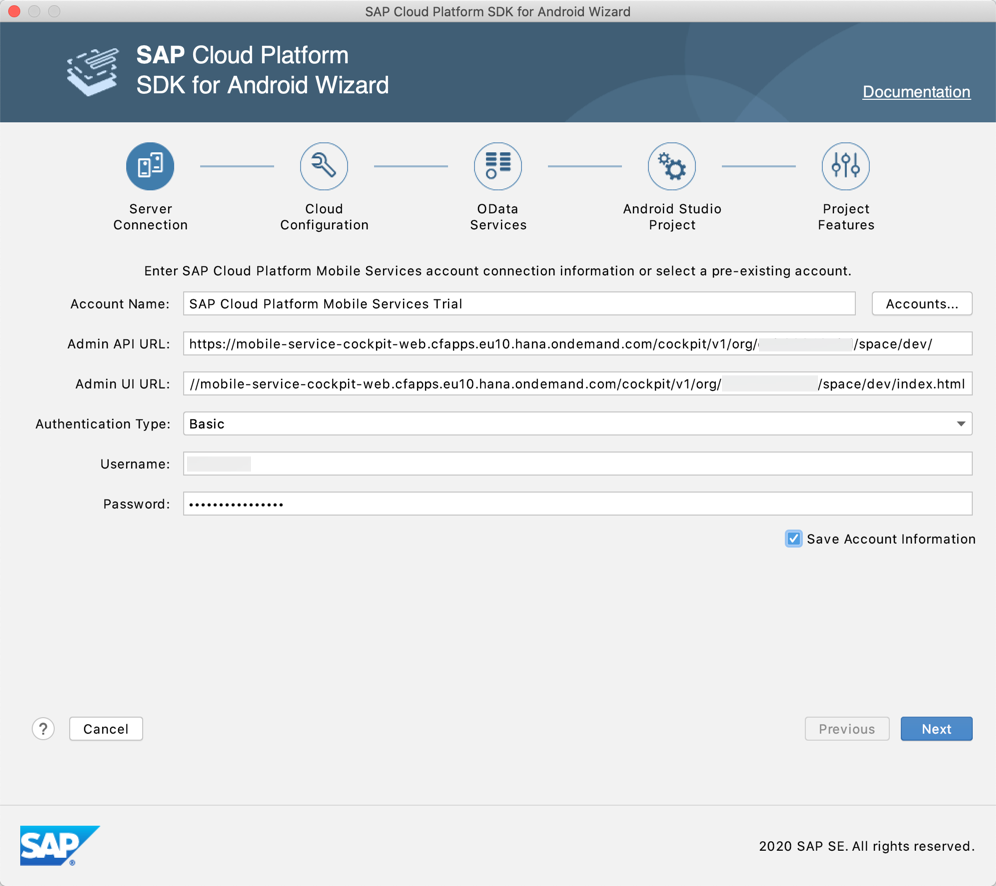 SAP Cloud Platform SDK for Android Wizard
SAP Cloud Platform
SDK for Android Wizard
Documentation
Server
Connection
Cloud
Configuration
OData
Services
Android Studio
Project
Project
Features
Enter SAP Cloud Platform Mobile Services account connection information or select a pre-existing account.
Account Name: SAP Cloud Platform Mobile Services Trial Accounts...
Admin API URL: https://mobile-service-cockpit-web.cfapps.eu10.hana.ondemand.com/cockpit/v1/org/ /space/dev/
Admin UI URL: //mobile-service-cockpit-web.cfapps.eu10.hana.ondemand.com/cockpit/v1/org/ /space/dev/index.html
Authentication Type: Basic
Username:
Password: ••••••••••••••••
Save Account Information
? Cancel Previous Next
SAP ®
2020 SAP SE. All rights reserved.